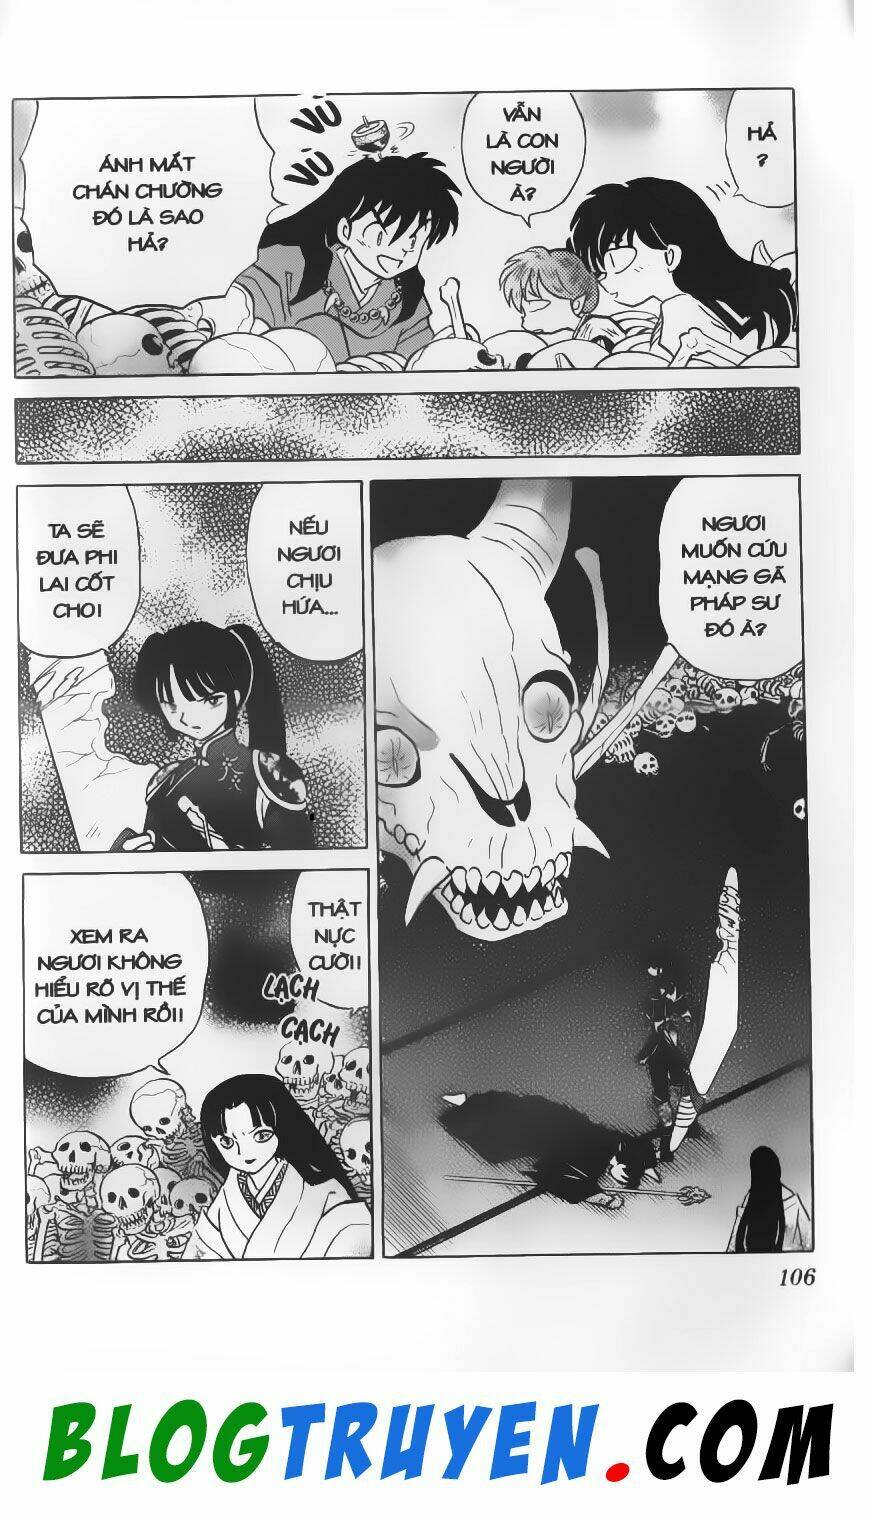 HẢ
?
VẪN
LÀ CON
NGƯỜI
À?
VÙ
VÙ
ÁNH MẮT
CHÁN CHƯỜNG
ĐÓ LÀ SAO
HẢ?
NGƯƠI
MUỐN CỨU
MẠNG GÃ
PHÁP SƯ
ĐÓ À?
NẾU
NGƯƠI
CHỊU
HỨA...
TA SẼ
ĐƯA PHI
LAI CỐT
CHO!
THẬT
NỰC
CƯỜI!!
LẠCH
CẠCH
XEM RA
NGƯƠI KHÔNG
HIỂU RÕ VỊ THẾ
CỦA MÌNH RỒI!!
106
BLOGTRUYEN.COM